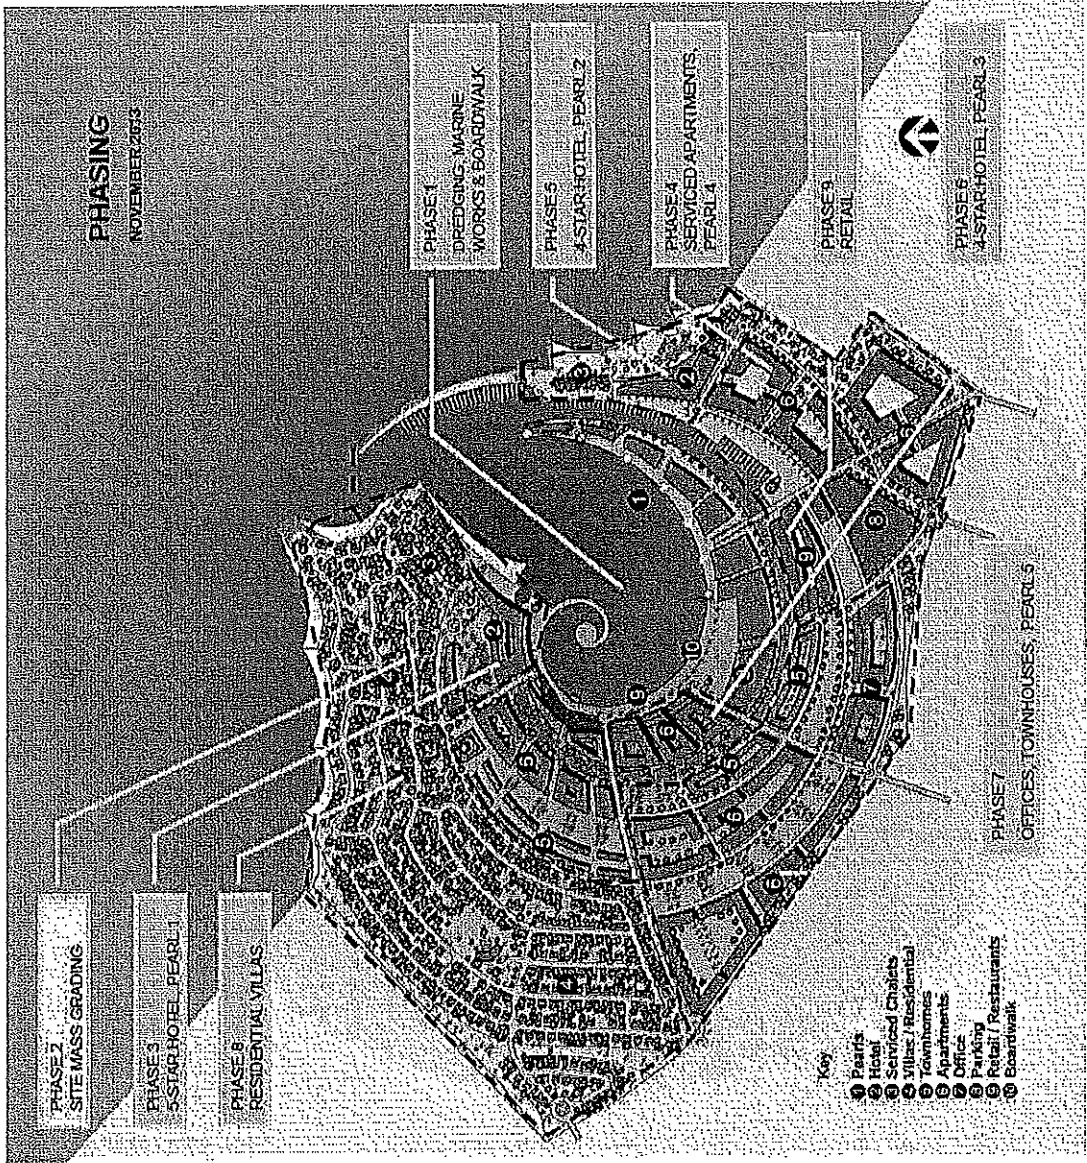 PHASING
NOVEMBER 2013
PHASE 2
SITE MASS GRADING
PHASE 3
5-STAR HOTEL, PEARL 1
PHASE 8
RESIDENTIAL VILLAS
PHASE 1
DREDGING, MARINE
WORKS & BOARDWALK
PHASE 5
4-STAR HOTEL, PEARL 2
PHASE 4
SERVICED APARTMENTS,
PEARL 4
PHASE 9
RETAIL
PHASE 6
4-STAR HOTEL, PEARL 3
PHASE 7
OFFICES, TOWNHOUSES, PEARL 5
Key
1 Pearls
2 Hotel
3 Serviced Chalets
4 Villas / Residential
5 Townhomes
6 Apartments
7 Office
8 Parking
9 Retail / Restaurants
10 Boardwalk